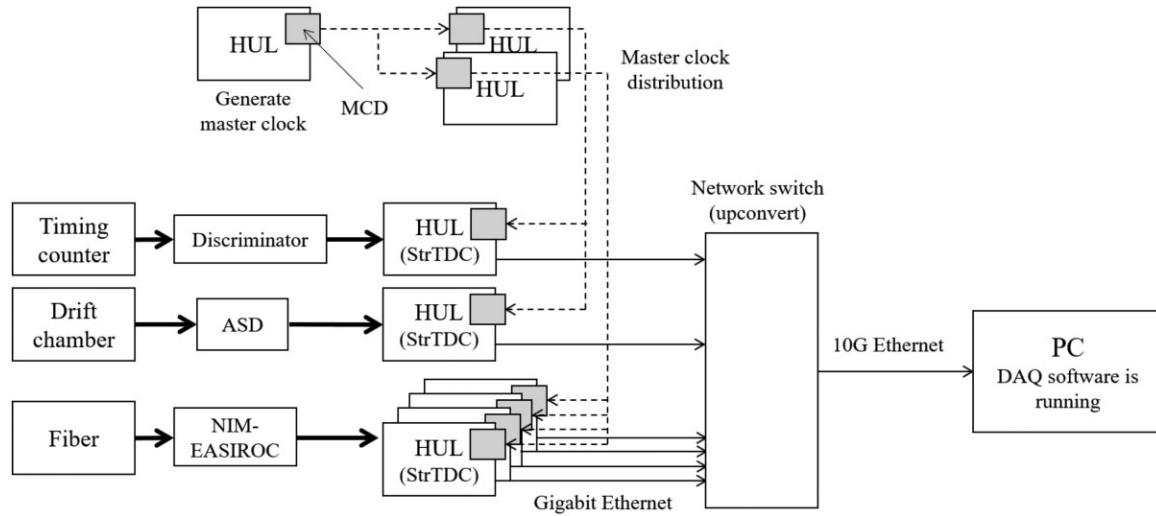 HUL
HUL
HUL
Generate
master clock
MCD
Master clock
distribution
Network switch
(upconvert)
Timing
counter
Discriminator
HUL
(StrTDC)
Drift
chamber
ASD
HUL
(StrTDC)
10G Ethernet
PC
DAQ software is
running
Fiber
NIM-
EASIROC
HUL
(StrTDC)
Gigabit Ethernet